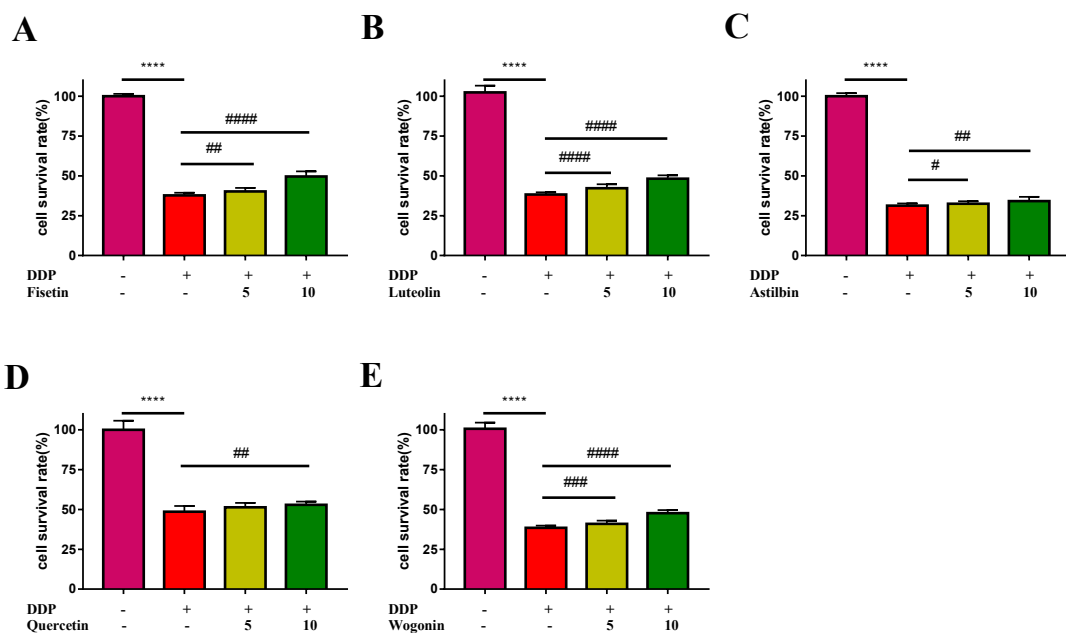 A
B
C
****
####
##
cell survival rate(%)
100
75
50
25
0
DDP - + + +
Fisetin - - 5 10
****
####
####
cell survival rate(%)
100
75
50
25
0
DDP - + + +
Luteolin - - 5 10
****
##
#
cell survival rate(%)
100
75
50
25
0
DDP - + + +
Astilbin - - 5 10
D
E
****
##
cell survival rate(%)
100
75
50
25
0
DDP - + + +
Quercetin - - 5 10
****
####
###
cell survival rate(%)
100
75
50
25
0
DDP - + + +
Wogonin - - 5 10